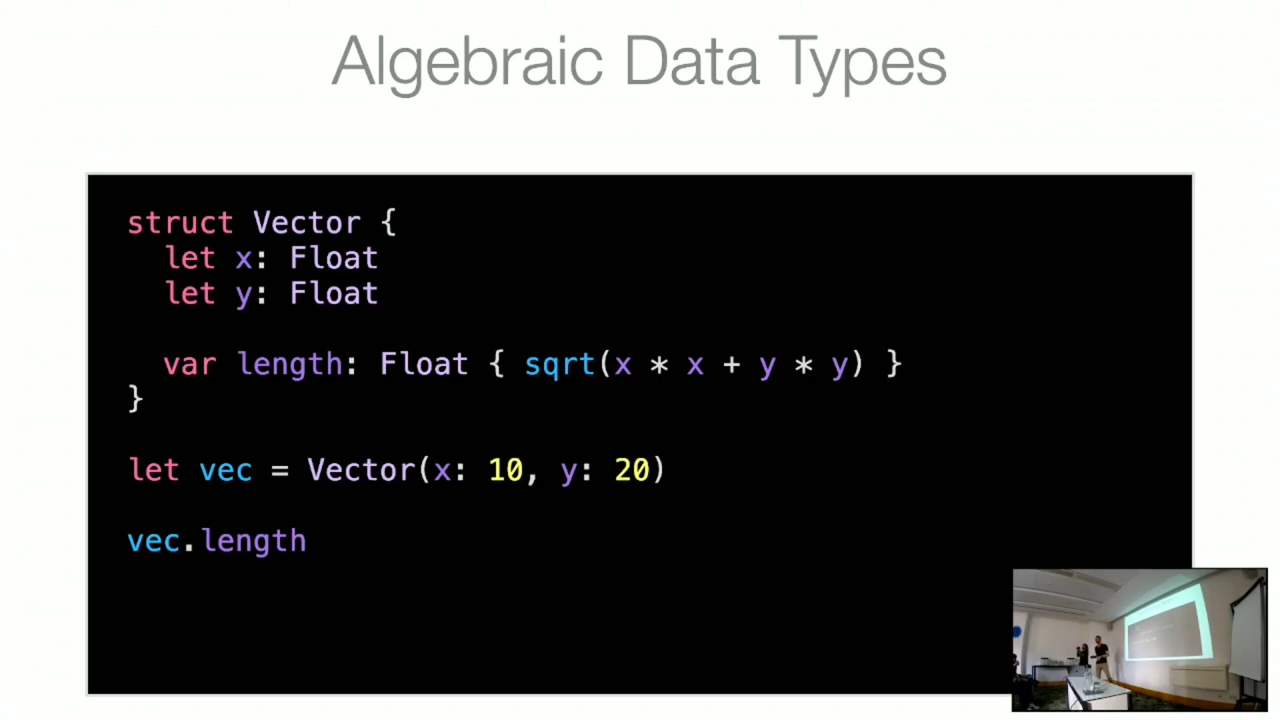 Algebraic Data Types
struct Vector {
let x: Float
let y: Float
var length: Float { sqrt(x * x + y * y) }
}
let vec = Vector(x: 10, y: 20)
vec.length